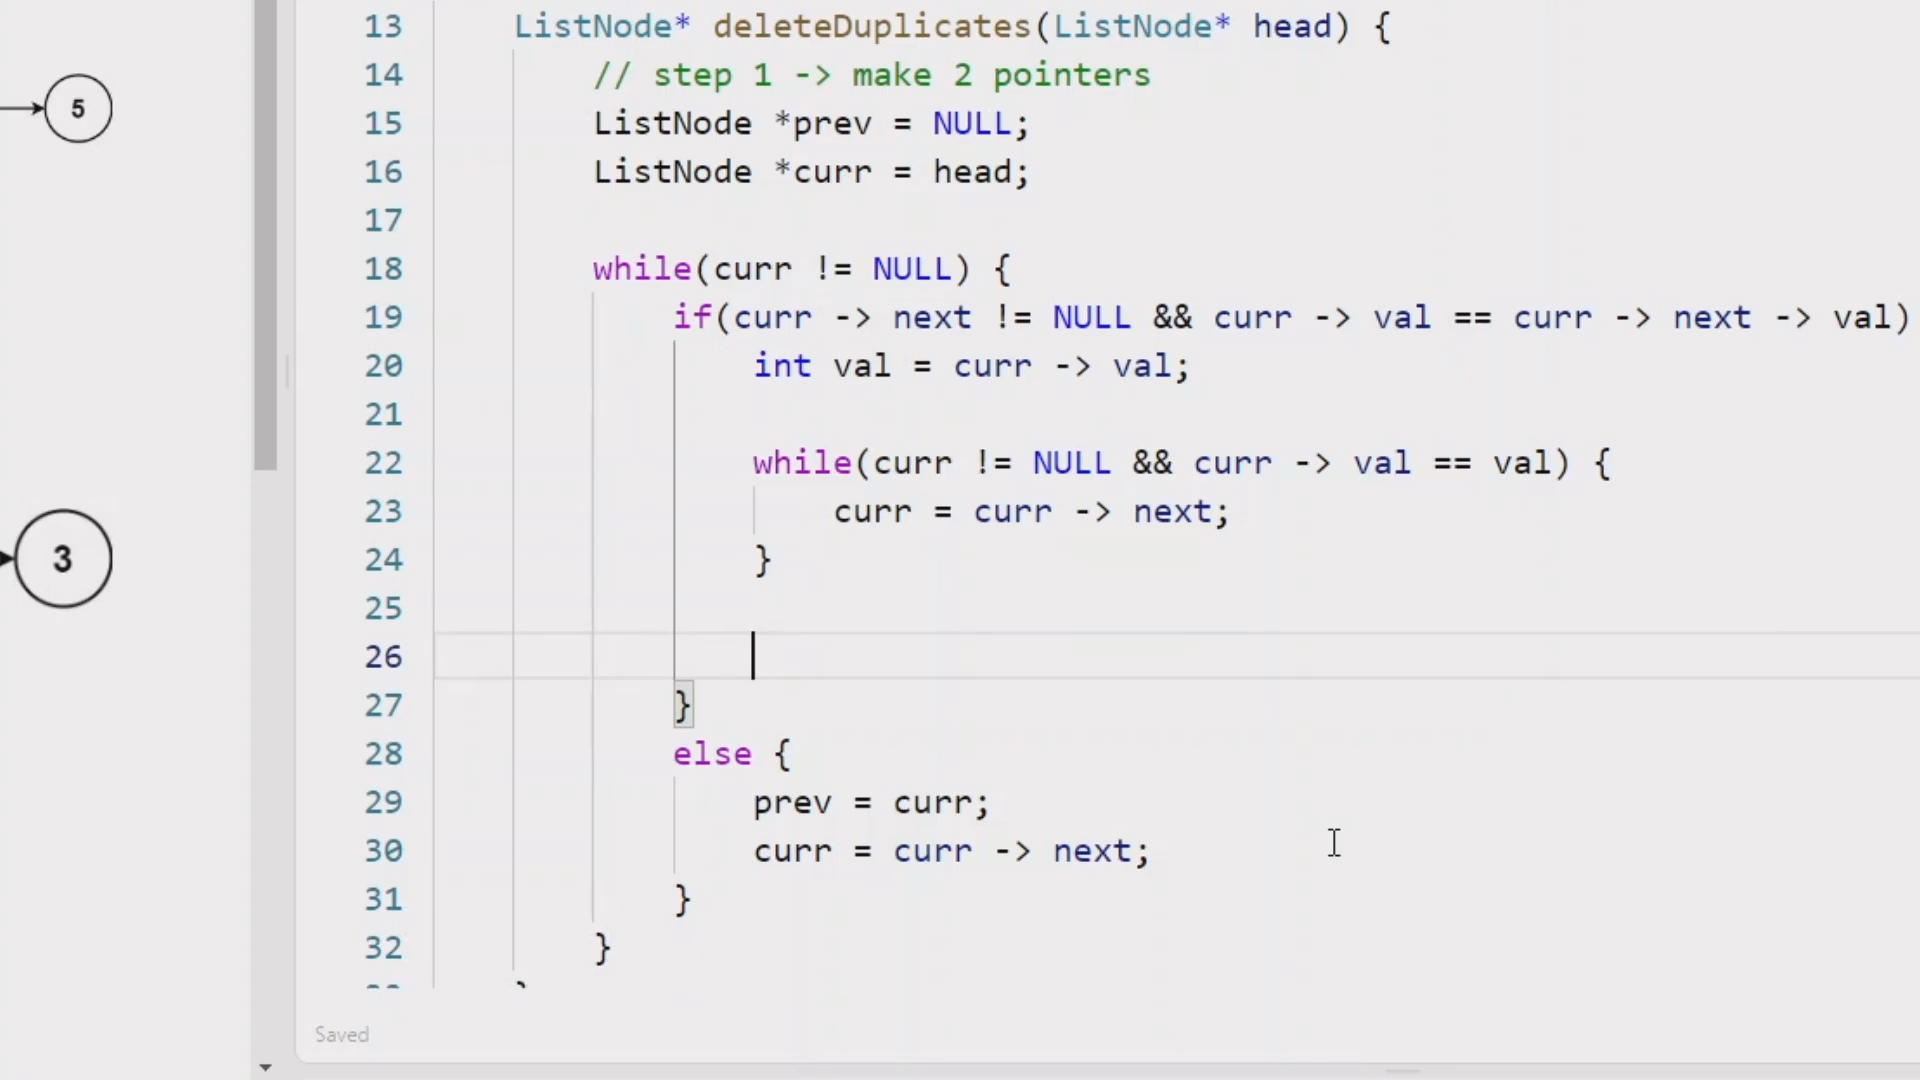 5
3
13 ListNode* deleteDuplicates(ListNode* head) {
14 // step 1 -> make 2 pointers
15 ListNode *prev = NULL;
16 ListNode *curr = head;
17
18 while(curr != NULL) {
19 if(curr -> next != NULL && curr -> val == curr -> next -> val)
20 int val = curr -> val;
21
22 while(curr != NULL && curr -> val == val) {
23 curr = curr -> next;
24 }
25
26
27 }
28 else {
29 prev = curr;
30 curr = curr -> next;
31 }
32 }
Saved